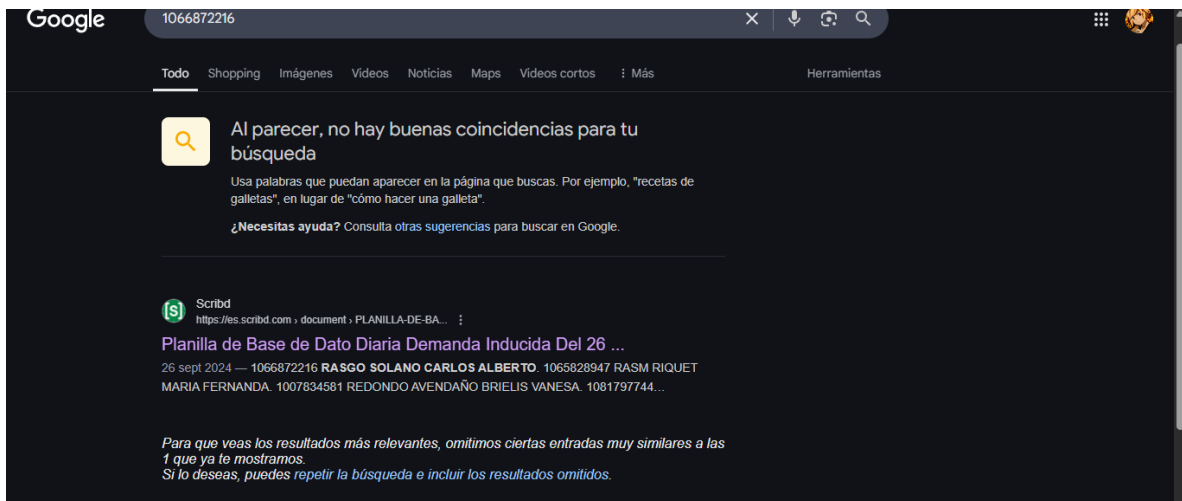 Google
1066872216
Todo Shopping Imágenes Videos Noticias Maps Videos cortos Más Herramientas
Al parecer, no hay buenas coincidencias para tu
búsqueda
Usa palabras que puedan aparecer en la página que buscas. Por ejemplo, "recetas de
galletas", en lugar de "cómo hacer una galleta".
¿Necesitas ayuda? Consulta otras sugerencias para buscar en Google.
[s] Scribd
https://es.scribd.com › document › PLANILLA-DE-BA...
Planilla de Base de Dato Diaria Demanda Inducida Del 26 ...
26 sept 2024 — 1066872216 RASGO SOLANO CARLOS ALBERTO. 1065828947 RASM RIQUET
MARIA FERNANDA. 1007834581 REDONDO AVENDAÑO BRIELIS VANESA. 1081797744...
Para que veas los resultados más relevantes, omitimos ciertas entradas muy similares a las
1 que ya te mostramos.
Si lo deseas, puedes repetir la búsqueda e incluir los resultados omitidos.